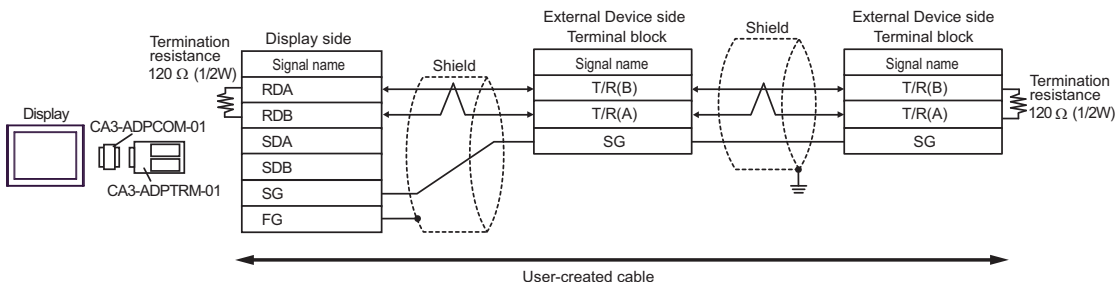 External Device side
Terminal block
External Device side
Terminal block
Termination
resistance
120 Ω (1/2W)
Display side
Shield
Shield
Signal name
Signal name
Signal name
RDA
T/R(B)
T/R(B)
RDB
T/R(A)
T/R(A)
Termination
resistance
120 Ω (1/2W)
Display
CA3-ADPCOM-01
SDA
SG
SG
SDB
CA3-ADPTRM-01
SG
FG
User-created cable